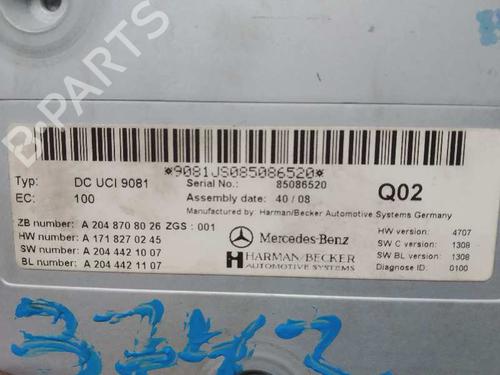 B-PARTS
*9081JS085086520*
Typ: DC UCI 9081 Serial No.: 85086520
EC: 100 Assembly date: 40 / 08 Q02
Manufactured by Harman/Becker Automotive Systems Germany
ZB number: A 204 870 80 26 ZGS : 001
HW number: A 171 827 02 45
SW number: A 204 442 10 07
BL number: A 204 442 11 07
Mercedes-Benz
HARMAN/BECKER
AUTOMOTIVE SYSTEMS
HW version: 4707
SW C version: 1308
SW BL version: 1308
Diagnose ID: 0100